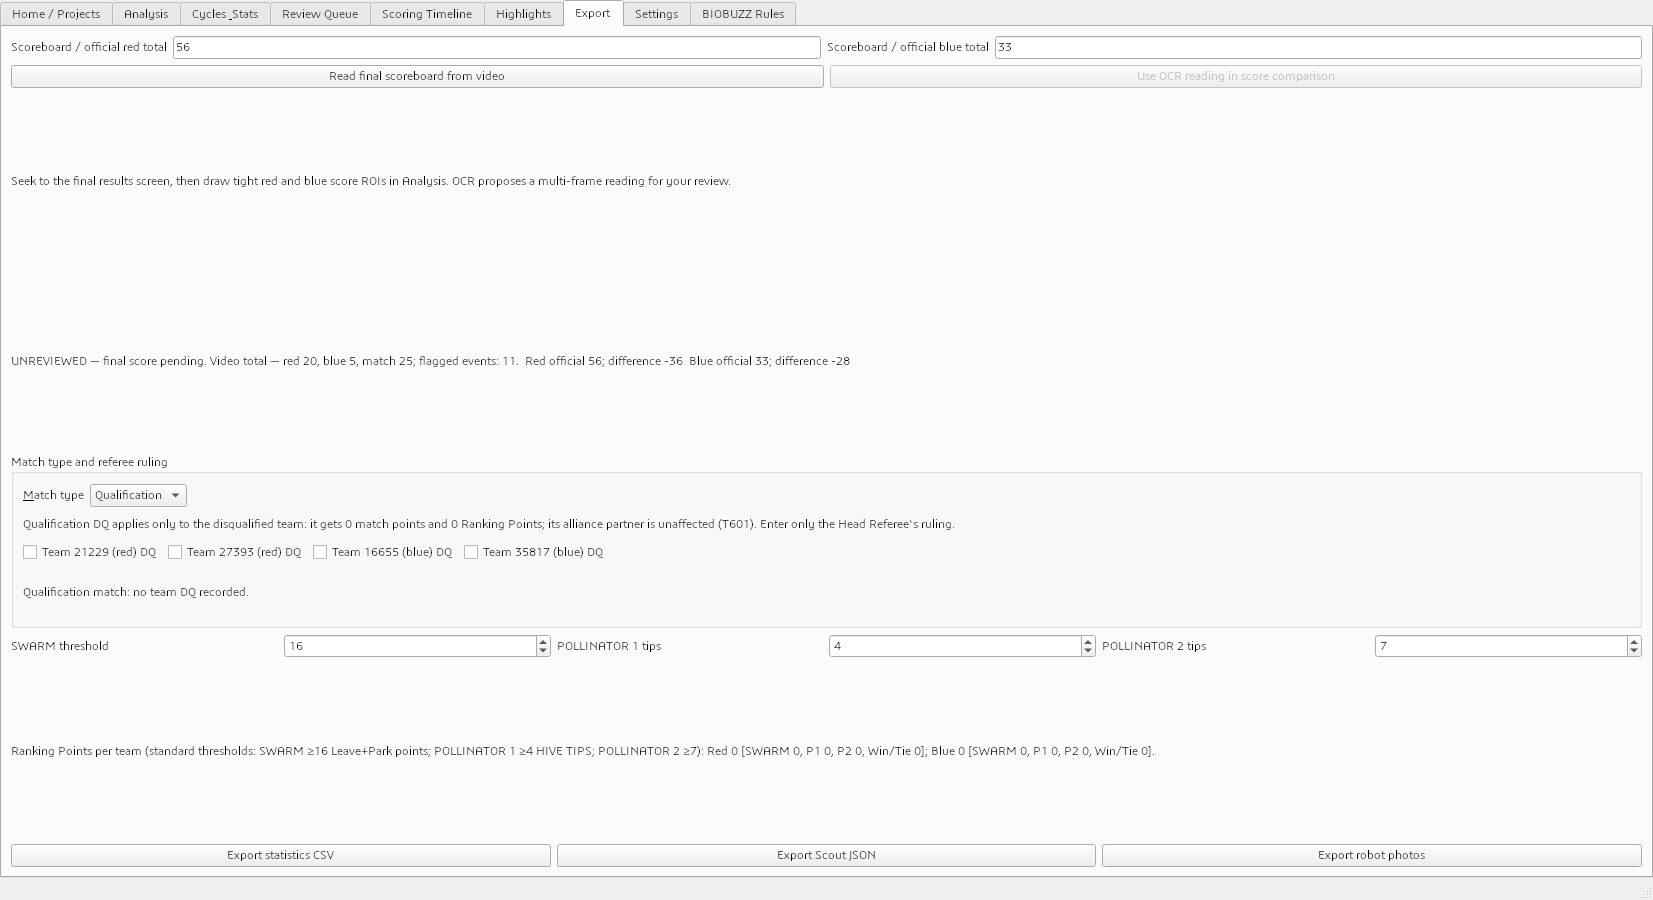 Home / Projects Analysis Cycles _Stats Review Queue Scoring Timeline Highlights Export Settings BIOBUZZ Rules
Scoreboard / official red total 56 Scoreboard / official blue total 33
Read final scoreboard from video Use OCR reading in score comparison
Seek to the final results screen, then draw tight red and blue score ROIs in Analysis. OCR proposes a multi-frame reading for your review.
UNREVIEWED — final score pending. Video total — red 20, blue 5, match 25; flagged events: 11. Red official 56; difference -36 Blue official 33; difference -28
Match type and referee ruling
Match type Qualification
Qualification DQ applies only to the disqualified team: it gets 0 match points and 0 Ranking Points; its alliance partner is unaffected (T601). Enter only the Head Referee's ruling.
Team 21229 (red) DQ Team 27393 (red) DQ Team 16655 (blue) DQ Team 35817 (blue) DQ
Qualification match: no team DQ recorded.
SWARM threshold 16 POLLINATOR 1 tips 4 POLLINATOR 2 tips 7
Ranking Points per team (standard thresholds: SWARM ≥16 Leave+Park points; POLLINATOR 1 ≥4 HIVE TIPS; POLLINATOR 2 ≥7): Red 0 [SWARM 0, P1 0, P2 0, Win/Tie 0]; Blue 0 [SWARM 0, P1 0, P2 0, Win/Tie 0].
Export statistics CSV Export Scout JSON Export robot photos